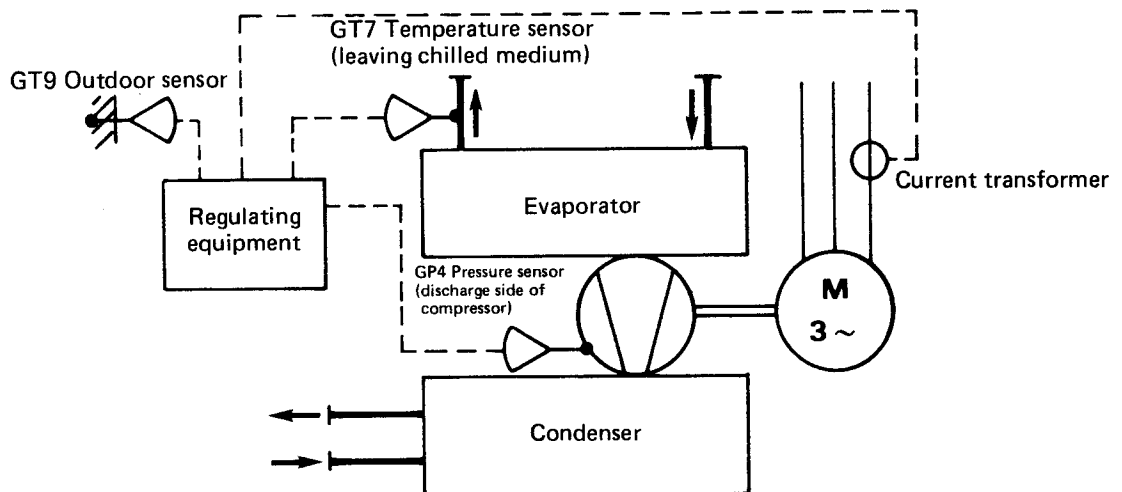 GT7 Temperature sensor
(leaving chilled medium)
GT9 Outdoor sensor
Current transformer
Evaporator
Regulating
equipment
GP4 Pressure sensor
(discharge side of
compressor)
M
3 ~
Condenser